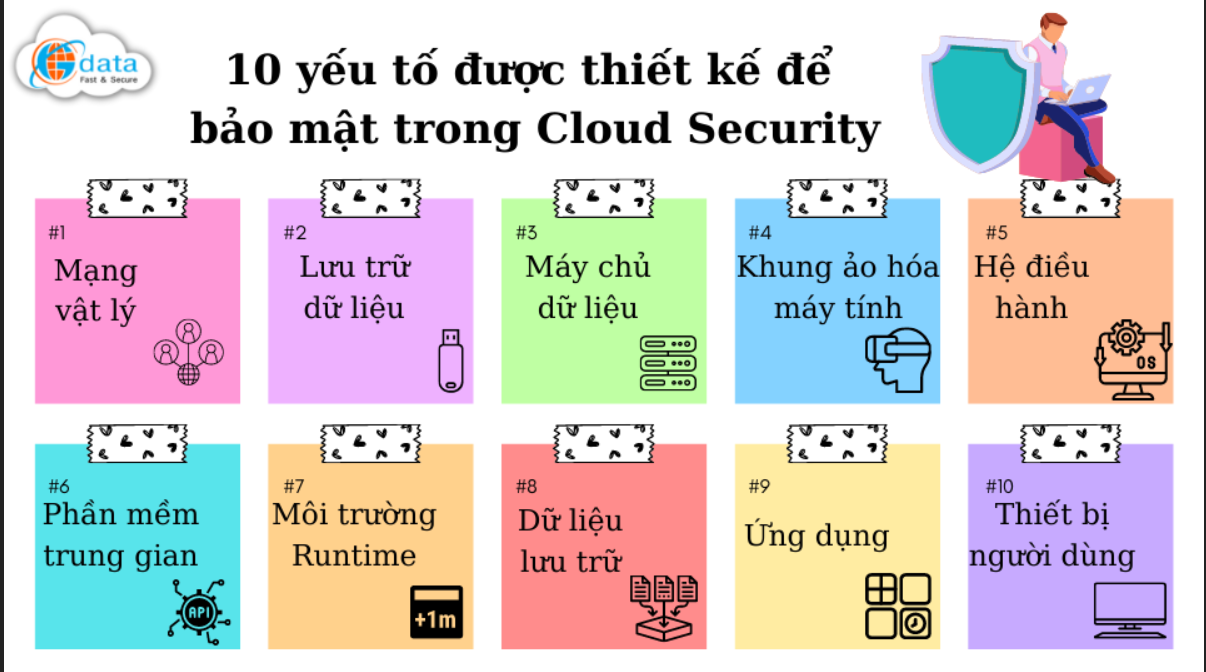 Gdata
Fast & Secure
10 yếu tố được thiết kế để
bảo mật trong Cloud Security
#1
Mạng
vật lý
#2
Lưu trữ
dữ liệu
#3
Máy chủ
dữ liệu
#4
Khung ảo hóa
máy tính
#5
Hệ điều
hành
OS
#6
Phần mềm
trung gian
API
#7
Môi trường
Runtime
+1m
#8
Dữ liệu
lưu trữ
#9
Ứng dụng
#10
Thiết bị
người dùng